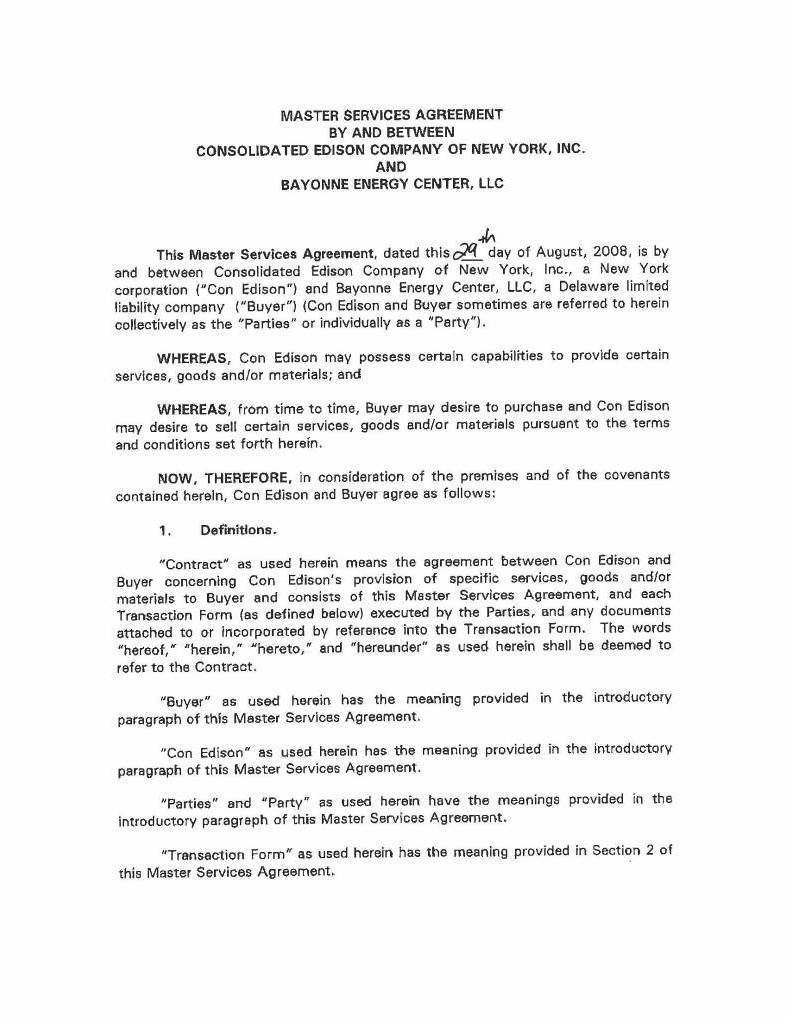 MASTER SERVICES AGREEMENT
BY AND BETWEEN
CONSOLIDATED EDISON COMPANY OF NEW YORK, INC.
AND
BAYONNE ENERGY CENTER, LLC
This Master Services Agreement, dated this 29th day of August, 2008, is by
and between Consolidated Edison Company of New York, Inc., a New York
corporation ("Con Edison") and Bayonne Energy Center, LLC, a Delaware limited
liability company ("Buyer") (Con Edison and Buyer sometimes are referred to herein
collectively as the "Parties" or individually as a "Party").
WHEREAS, Con Edison may possess certain capabilities to provide certain
services, goods and/or materials; and
WHEREAS, from time to time, Buyer may desire to purchase and Con Edison
may desire to sell certain services, goods and/or materials pursuant to the terms
and conditions set forth herein.
NOW, THEREFORE, in consideration of the premises and of the covenants
contained herein, Con Edison and Buyer agree as follows:
1. Definitions.
"Contract" as used herein means the agreement between Con Edison and
Buyer concerning Con Edison's provision of specific services, goods and/or
materials to Buyer and consists of this Master Services Agreement, and each
Transaction Form (as defined below) executed by the Parties, and any documents
attached to or incorporated by reference into the Transaction Form. The words
"hereof," "herein," "hereto," and "hereunder" as used herein shall be deemed to
refer to the Contract.
"Buyer" as used herein has the meaning provided in the introductory
paragraph of this Master Services Agreement.
"Con Edison" as used herein has the meaning provided in the introductory
paragraph of this Master Services Agreement.
"Parties" and "Party" as used herein have the meanings provided in the
introductory paragraph of this Master Services Agreement.
"Transaction Form" as used herein has the meaning provided in Section 2 of
this Master Services Agreement.